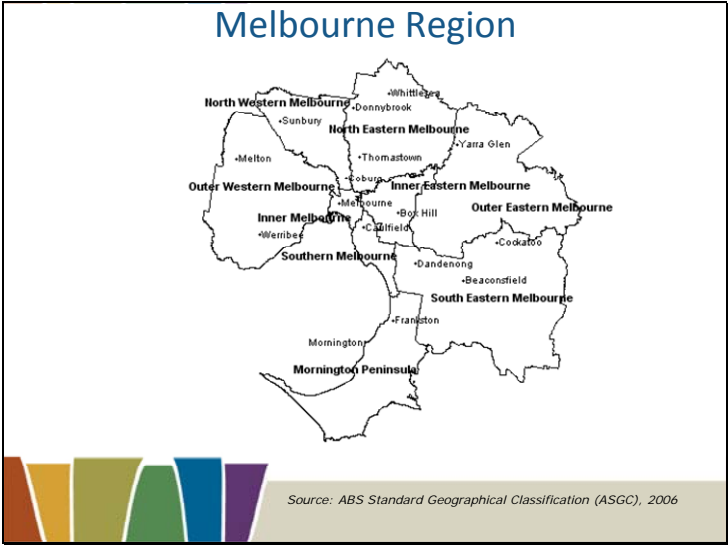 Melbourne Region
•Whittlesea
North Western Melbourne
•Donnybrook
•Sunbury
North Eastern Melbourne
•Yarra Glen
•Melton
•Thomastown
•Coburg
Outer Western Melbourne
Inner Eastern Melbourne
•Melbourne
Outer Eastern Melbourne
•Box Hill
Inner Melbourne
•Caulfield
•Werribee
•Cockatoo
Southern Melbourne
•Dandenong
•Beaconsfield
South Eastern Melbourne
•Frankston
Mornington
Mornington Peninsula
Source: ABS Standard Geographical Classification (ASGC), 2006